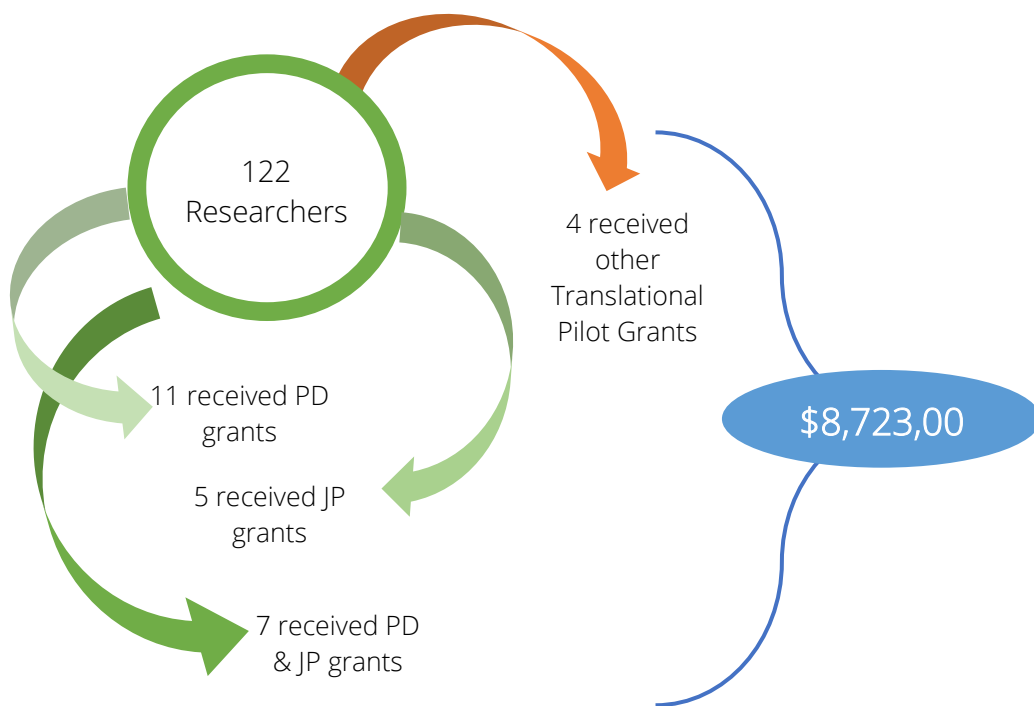 122
Researchers
4 received
other
Translational
Pilot Grants
11 received PD
grants
$8,723,00
5 received JP
grants
7 received PD
& JP grants